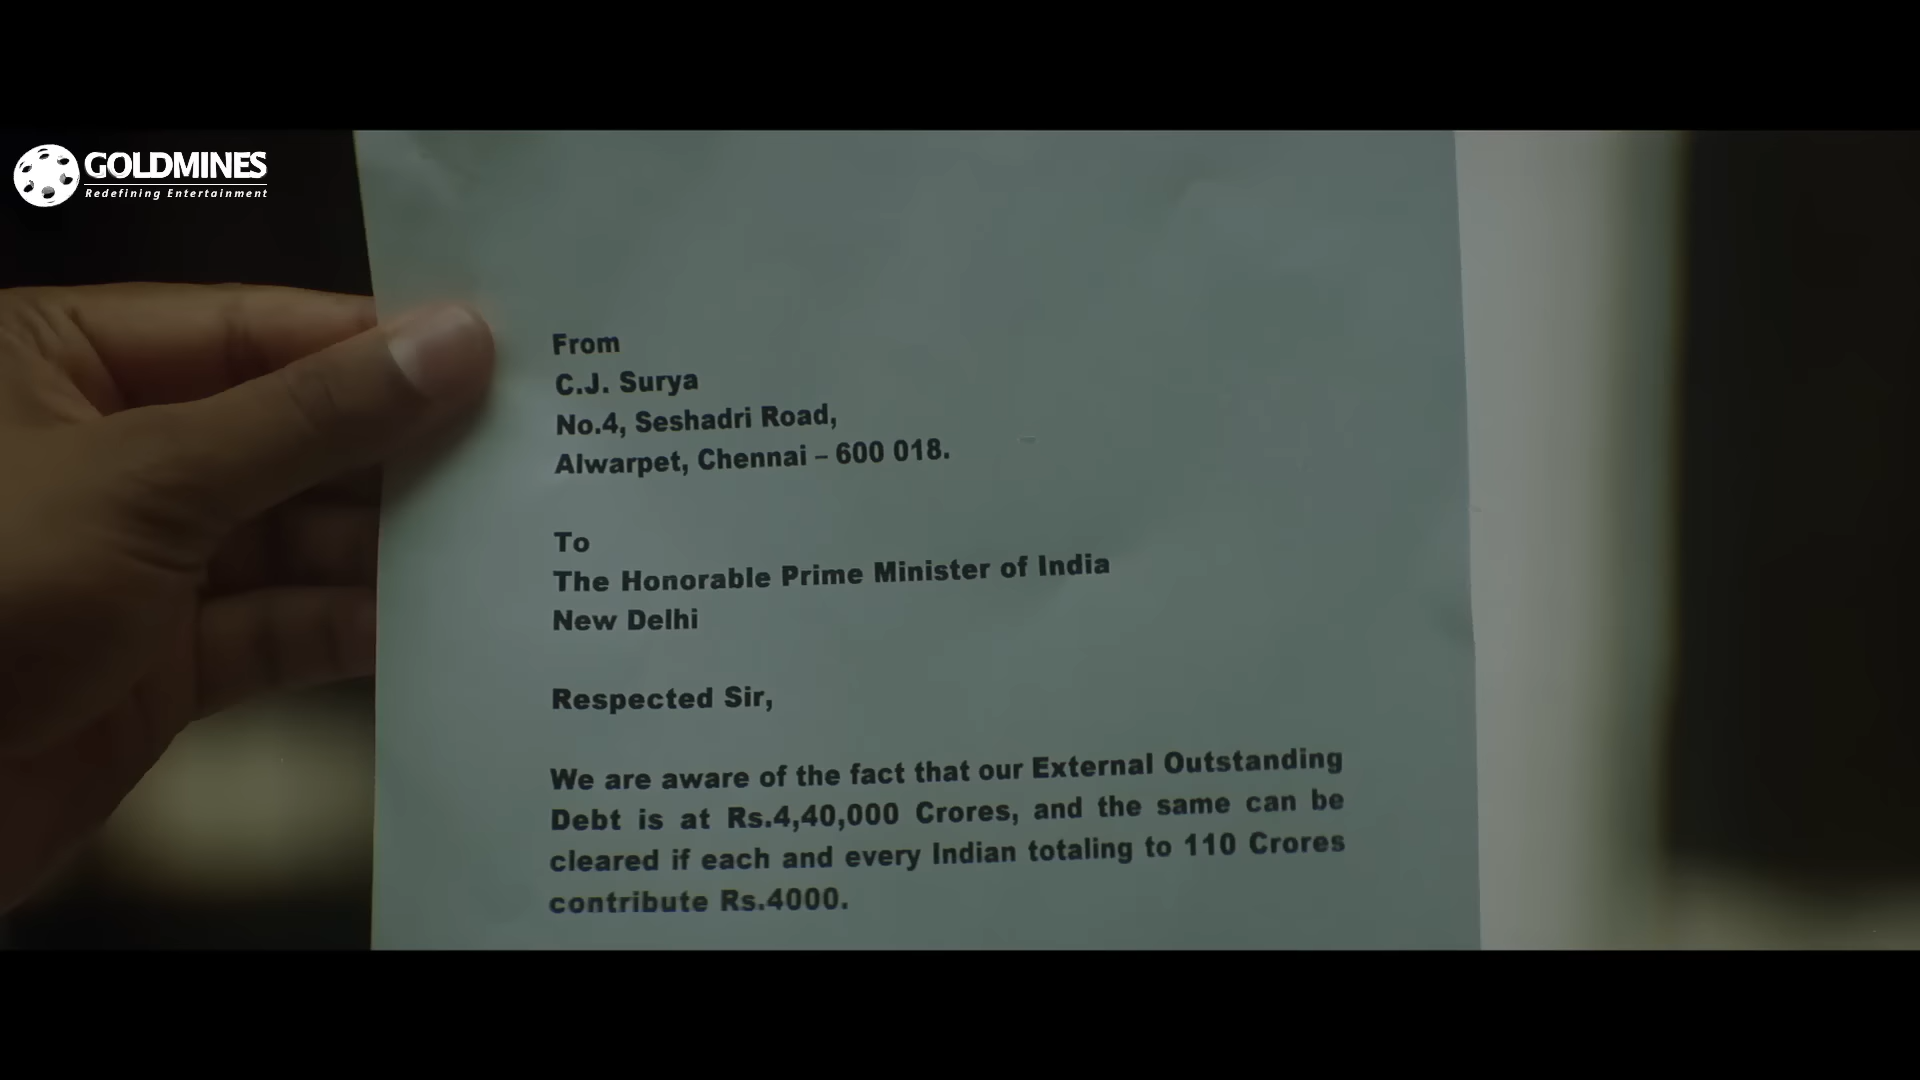 GOLDMINES
Redefining Entertainment
From
C.J. Surya
No.4, Seshadri Road,
Alwarpet, Chennai – 600 018.
To
The Honorable Prime Minister of India
New Delhi
Respected Sir,
We are aware of the fact that our External Outstanding
Debt is at Rs.4,40,000 Crores, and the same can be
cleared if each and every Indian totaling to 110 Crores
contribute Rs.4000.